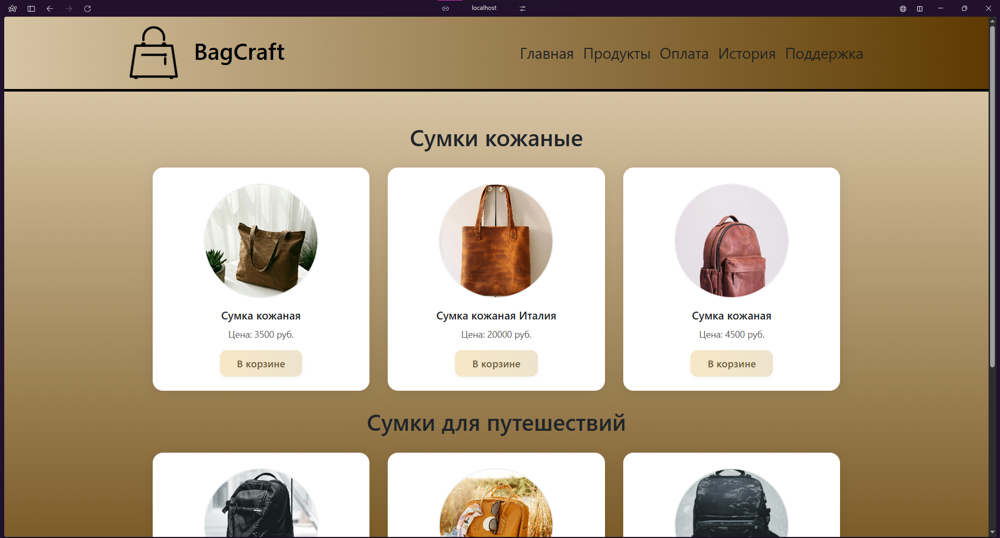 localhost
BagCraft
Главная Продукты Оплата История Поддержка
Сумки кожаные
Сумка кожаная
Цена: 3500 руб.
В корзине
Сумка кожаная Италия
Цена: 20000 руб.
В корзине
Сумка кожаная
Цена: 4500 руб.
В корзине
Сумки для путешествий